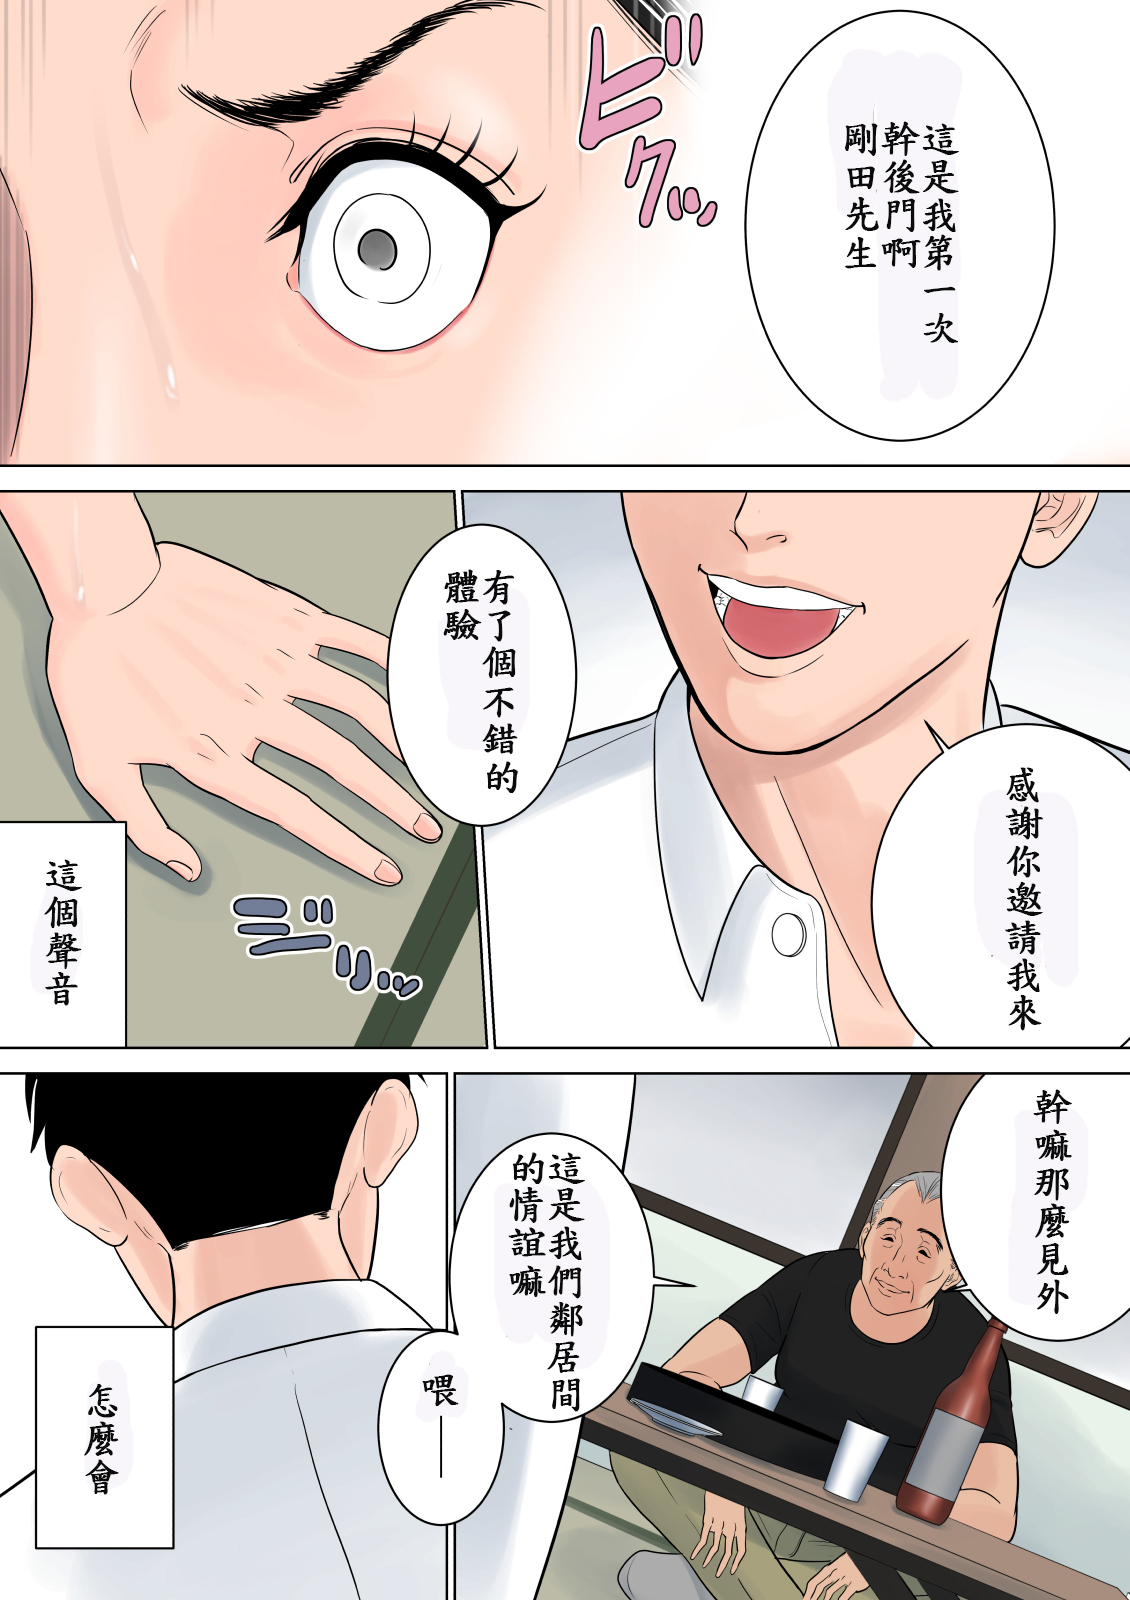 這是我第一次
幹後門啊
剛田先生
ビクッ
感謝你邀請我來
有了個不錯的
體驗
這個聲音
ジリッ
幹嘛那麼見外
這是我們鄰居間
的情誼嘛
喂—
怎麼會